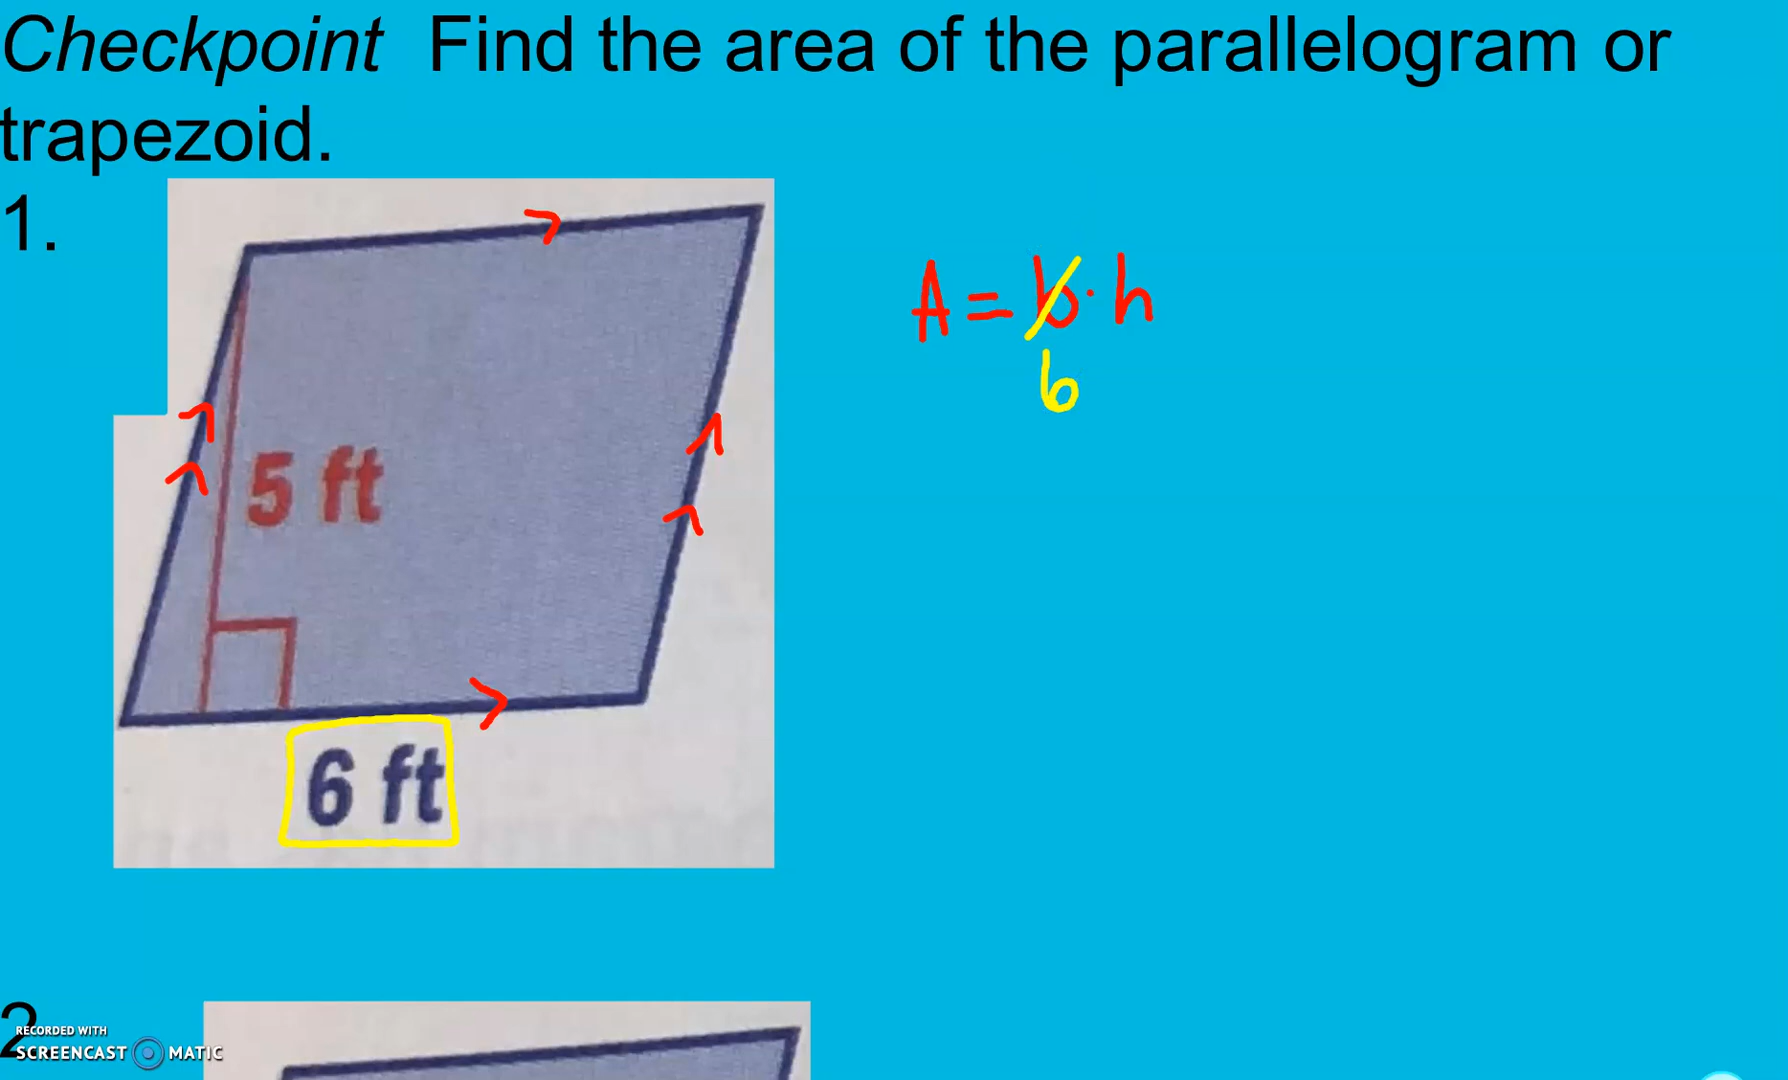 Checkpoint Find the area of the parallelogram or
trapezoid.
1.
A = b · h
6
5 ft
6 ft
2
RECORDED WITH
SCREENCAST MATIC